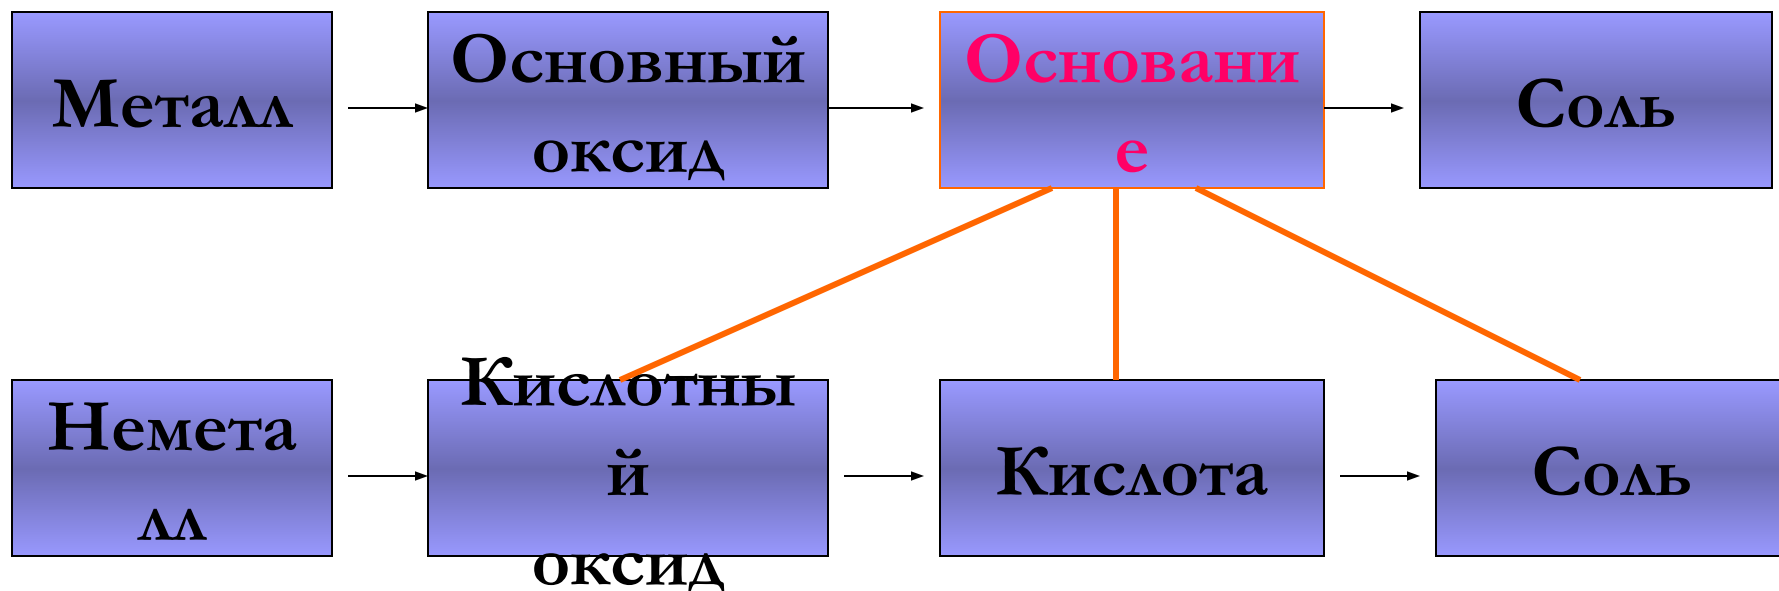 Металл
Основный
оксид
Основани
е
Соль
Немета
лл
Кислотны
й
оксид
Кислота
Соль